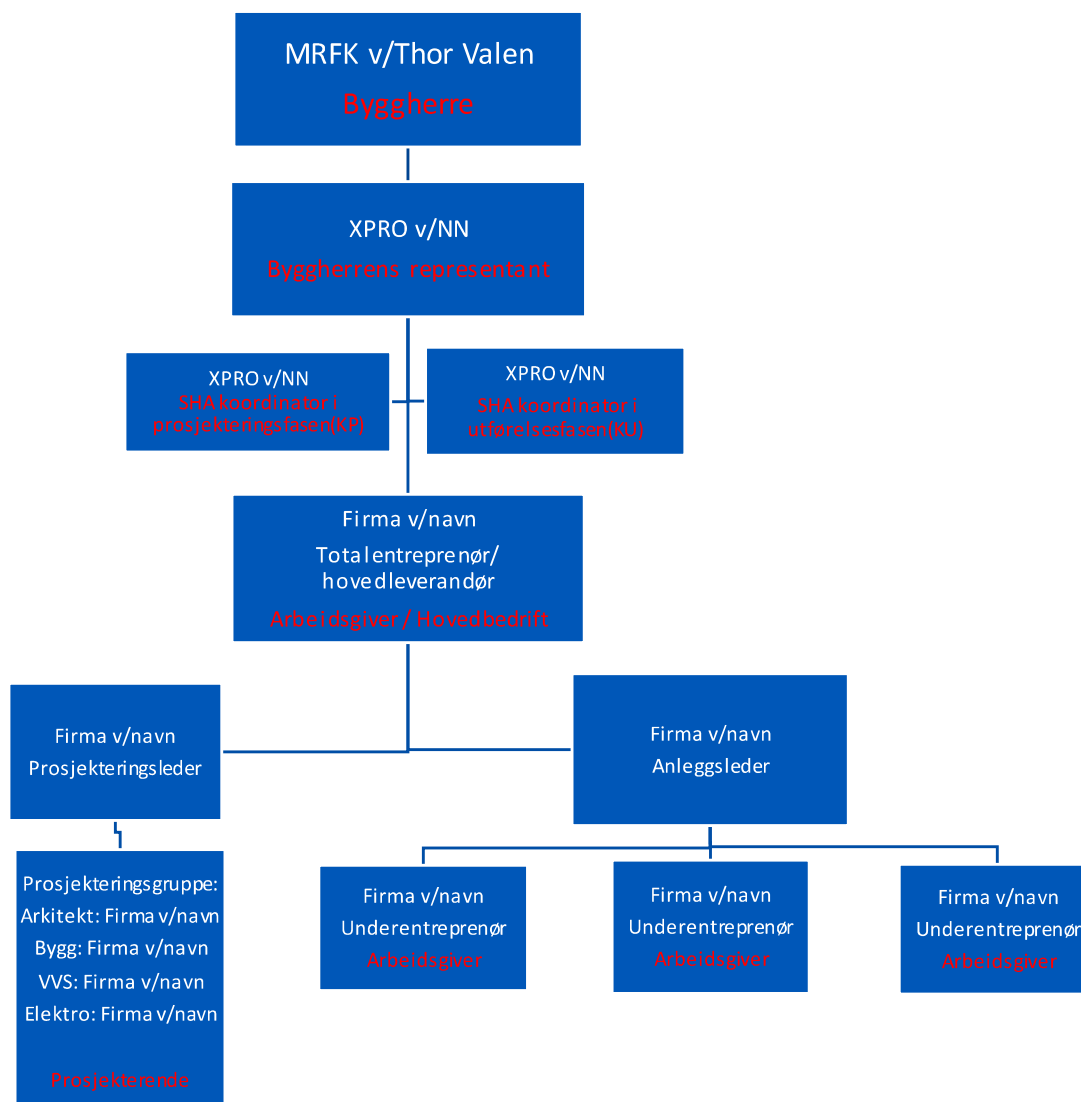 MRFK v/Thor Valen
Byggherre
XPRO v/NN
Byggherrens representant
XPRO v/NN
SHA koordinator i
prosjekteringsfasen(KP)
XPRO v/NN
SHA koordinator i
utførelsesfasen(KU)
Firma v/navn
Totalentreprenør/
hovedleverandør
Arbeidsgiver / Hovedbedrift
Firma v/navn
Prosjekteringsleder
Firma v/navn
Anleggsleder
Prosjekteringsgruppe:
Arkitekt: Firma v/navn
Bygg: Firma v/navn
VVS: Firma v/navn
Elektro: Firma v/navn
Prosjekterende
Firma v/navn
Underentreprenør
Arbeidsgiver
Firma v/navn
Underentreprenør
Arbeidsgiver
Firma v/navn
Underentreprenør
Arbeidsgiver